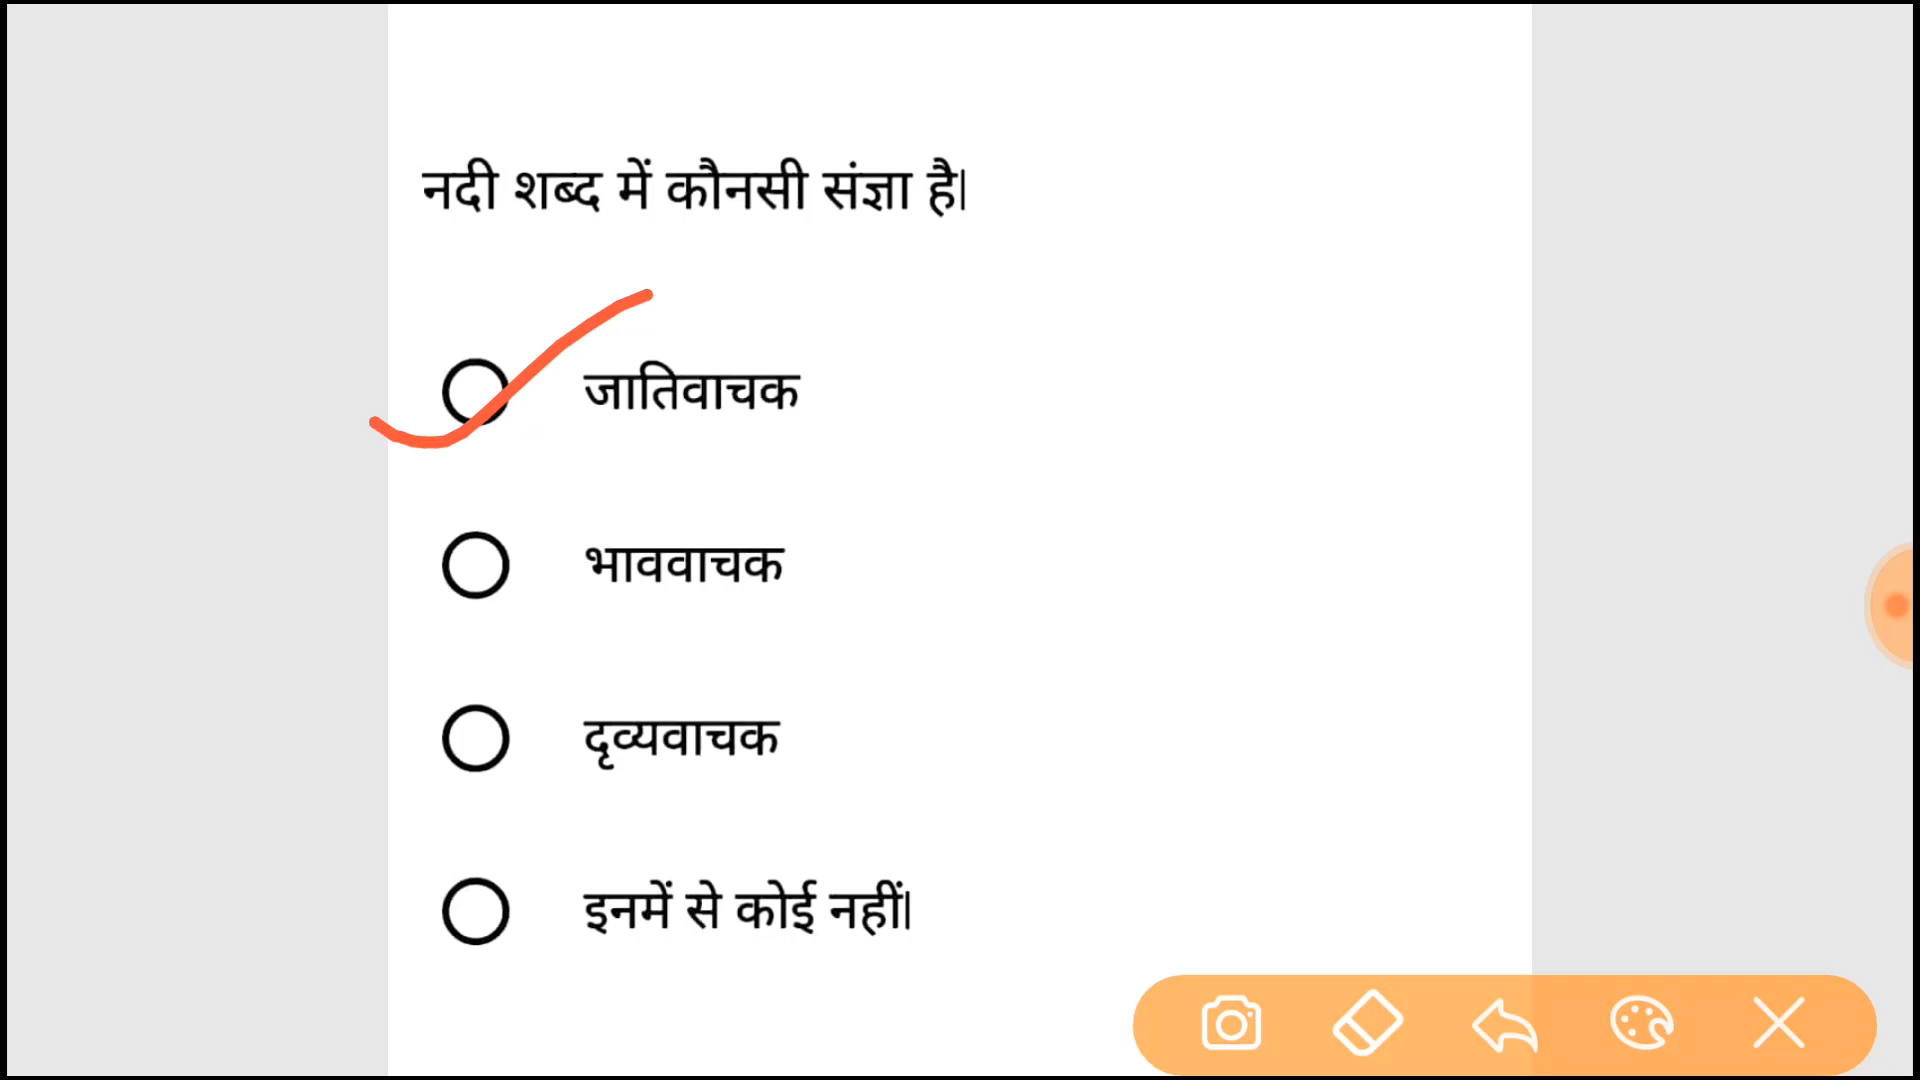 नदी शब्द में कौनसी संज्ञा है|
जातिवाचक
भाववाचक
दृव्यवाचक
इनमें से कोई नहीं|